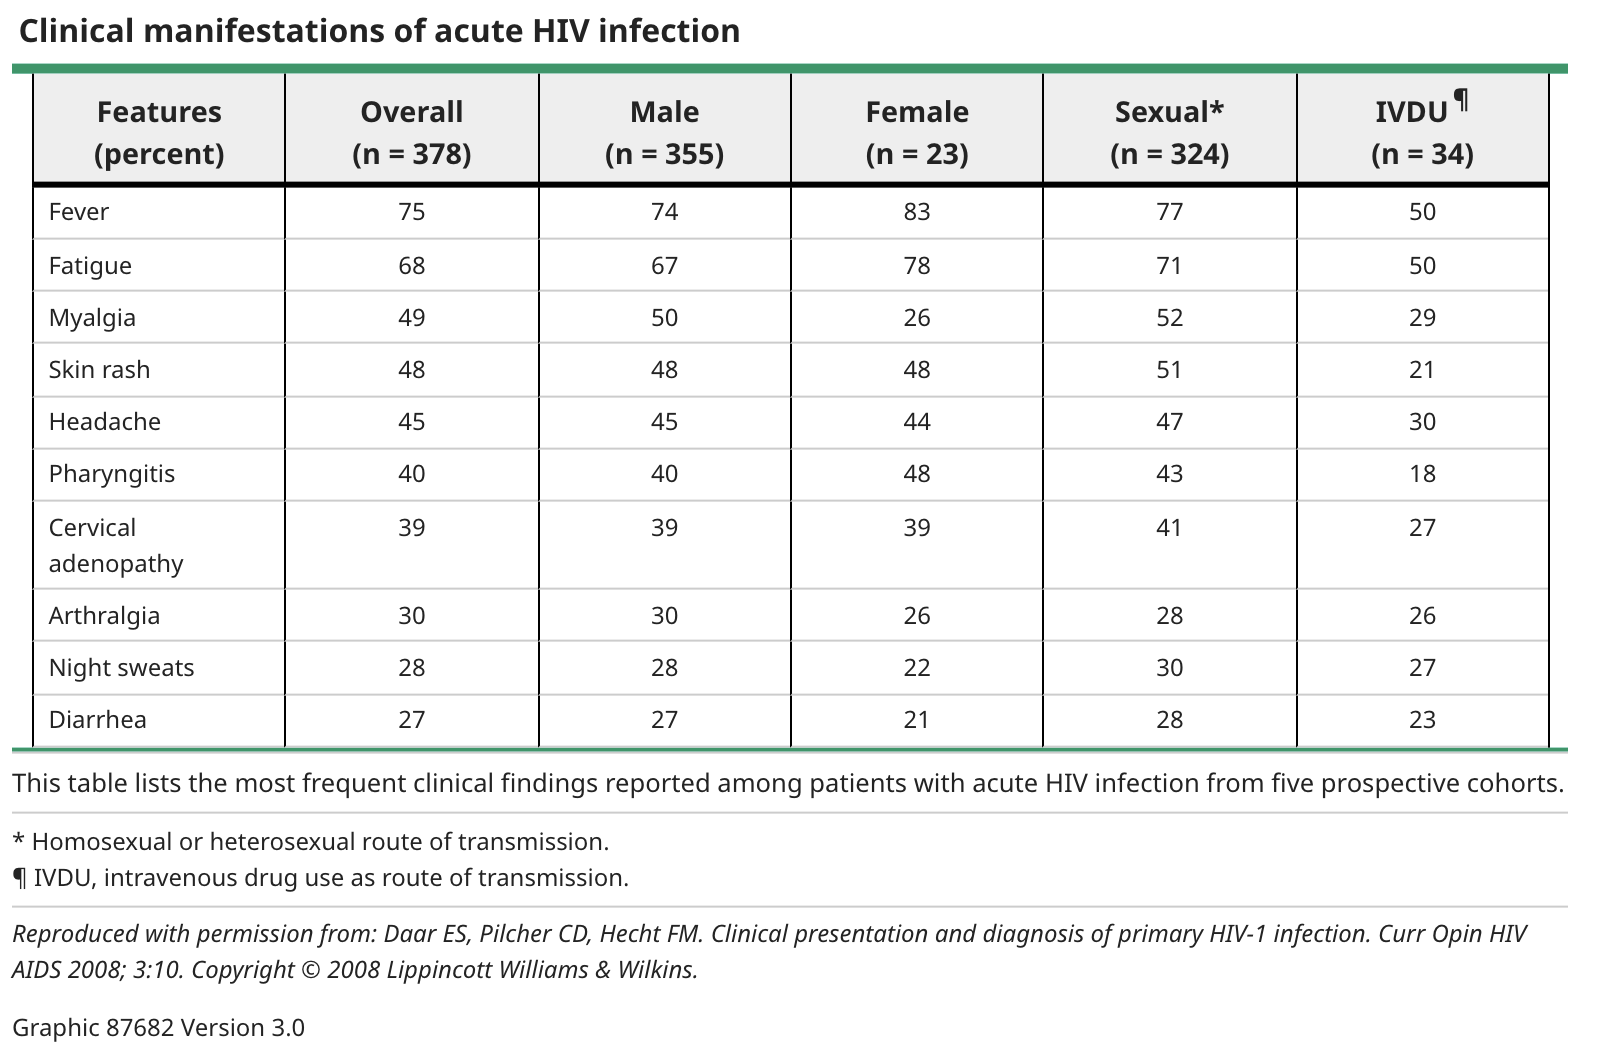 Clinical manifestations of acute HIV infection
Features (percent) Overall (n = 378) Male (n = 355) Female (n = 23) Sexual* (n = 324) IVDU¶ (n = 34)
Fever 75 74 83 77 50
Fatigue 68 67 78 71 50
Myalgia 49 50 26 52 29
Skin rash 48 48 48 51 21
Headache 45 45 44 47 30
Pharyngitis 40 40 48 43 18
Cervical adenopathy 39 39 39 41 27
Arthralgia 30 30 26 28 26
Night sweats 28 28 22 30 27
Diarrhea 27 27 21 28 23
This table lists the most frequent clinical findings reported among patients with acute HIV infection from five prospective cohorts.
* Homosexual or heterosexual route of transmission.
¶ IVDU, intravenous drug use as route of transmission.
Reproduced with permission from: Daar ES, Pilcher CD, Hecht FM. Clinical presentation and diagnosis of primary HIV-1 infection. Curr Opin HIV
AIDS 2008; 3:10. Copyright © 2008 Lippincott Williams & Wilkins.
Graphic 87682 Version 3.0